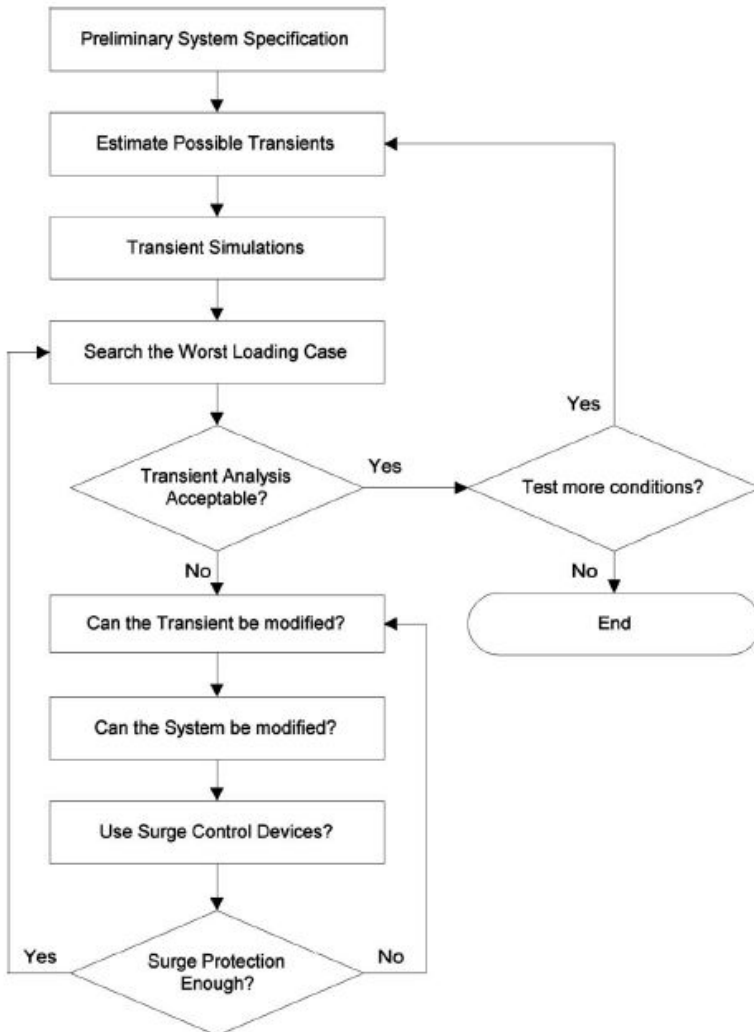 Preliminary System Specification
Estimate Possible Transients
Transient Simulations
Search the Worst Loading Case
Yes
Transient Analysis
Acceptable?
Yes
Test more conditions?
No
No
Can the Transient be modified?
End
Can the System be modified?
Use Surge Control Devices?
Yes
Surge Protection
Enough?
No